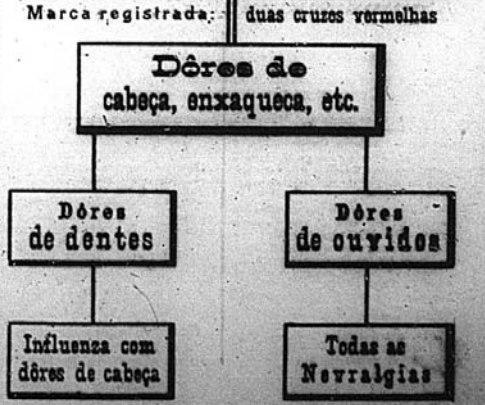 Marca registrada: duas cruzes vermelhas
Dôres de
cabeça, enxaqueca, etc.
Dôres
de dentes
Dôres
de ouvidos
Influenza com
dôres de cabeça
Todas as
Nevralgias